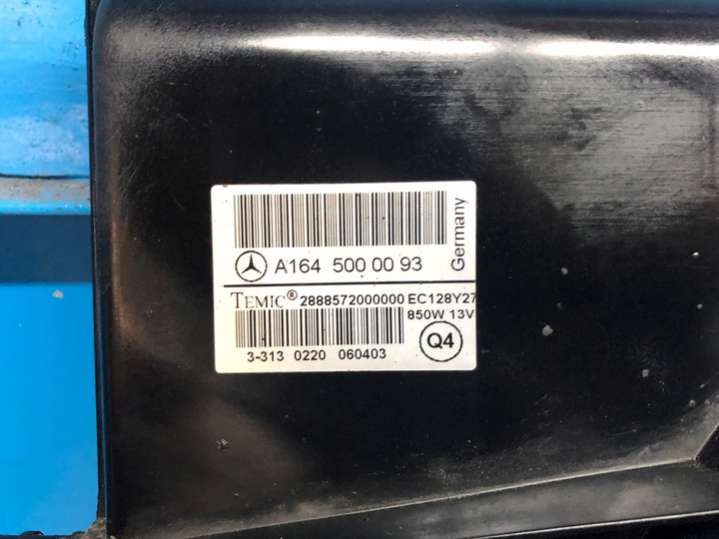 A164 500 00 93
Germany
TEMIC® 2888572000000 EC128Y27
850W 13V
3-313 0220 060403
Q4